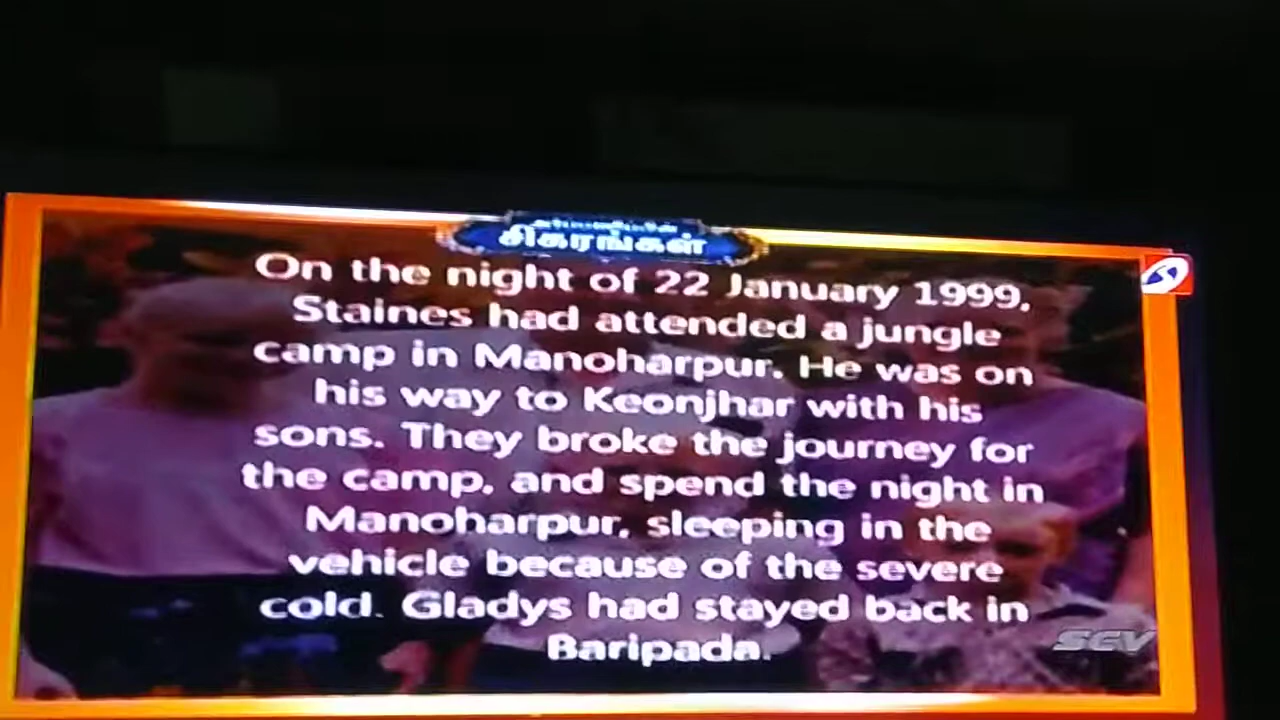 சிகரங்கள்
On the night of 22 January 1999,
Staines had attended a jungle
camp in Manoharpur. He was on
his way to Keonjhar with his
sons. They broke the journey for
the camp, and spend the night in
Manoharpur, sleeping in the
vehicle because of the severe
cold. Gladys had stayed back in
Baripada.
SCV